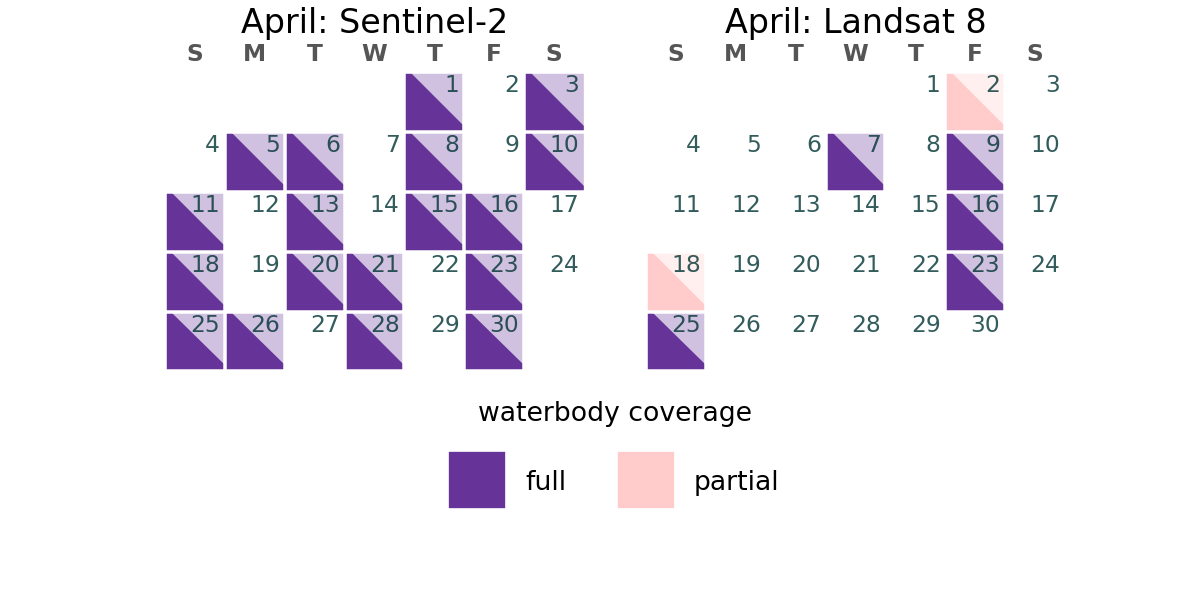 April: Sentinel-2
S M T W T F S
1 2 3
4 5 6 7 8 9 10
11 12 13 14 15 16 17
18 19 20 21 22 23 24
25 26 27 28 29 30
April: Landsat 8
S M T W T F S
1 2 3
4 5 6 7 8 9 10
11 12 13 14 15 16 17
18 19 20 21 22 23 24
25 26 27 28 29 30
waterbody coverage
full
partial